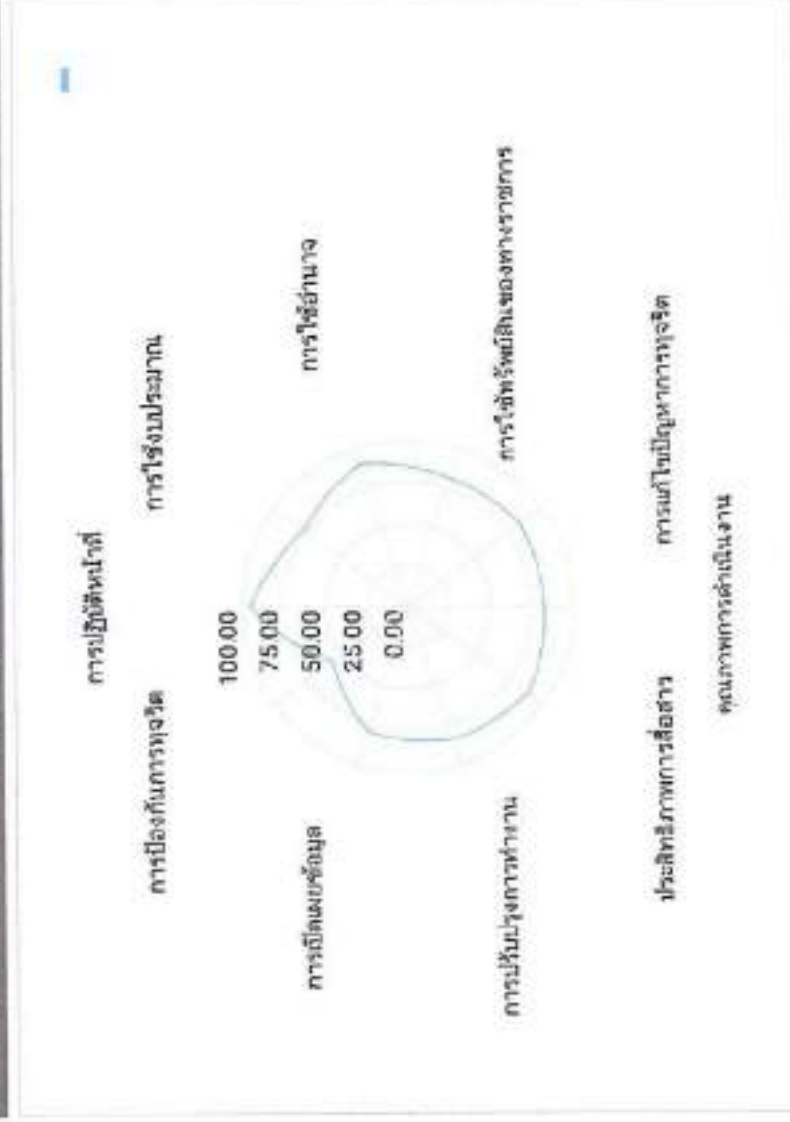 การปฏิบัติหน้าที่
การป้องกันการทุจริต
การใช้งบประมาณ
100.00
75.00
50.00
25.00
0.00
การเปิดเผยข้อมูล
การใช้อำนาจ
การปรับปรุงการทำงาน
การใช้ทรัพย์สินของทางราชการ
ประสิทธิภาพการสื่อสาร
การแก้ไขปัญหาการทุจริต
คุณภาพการดำเนินงาน